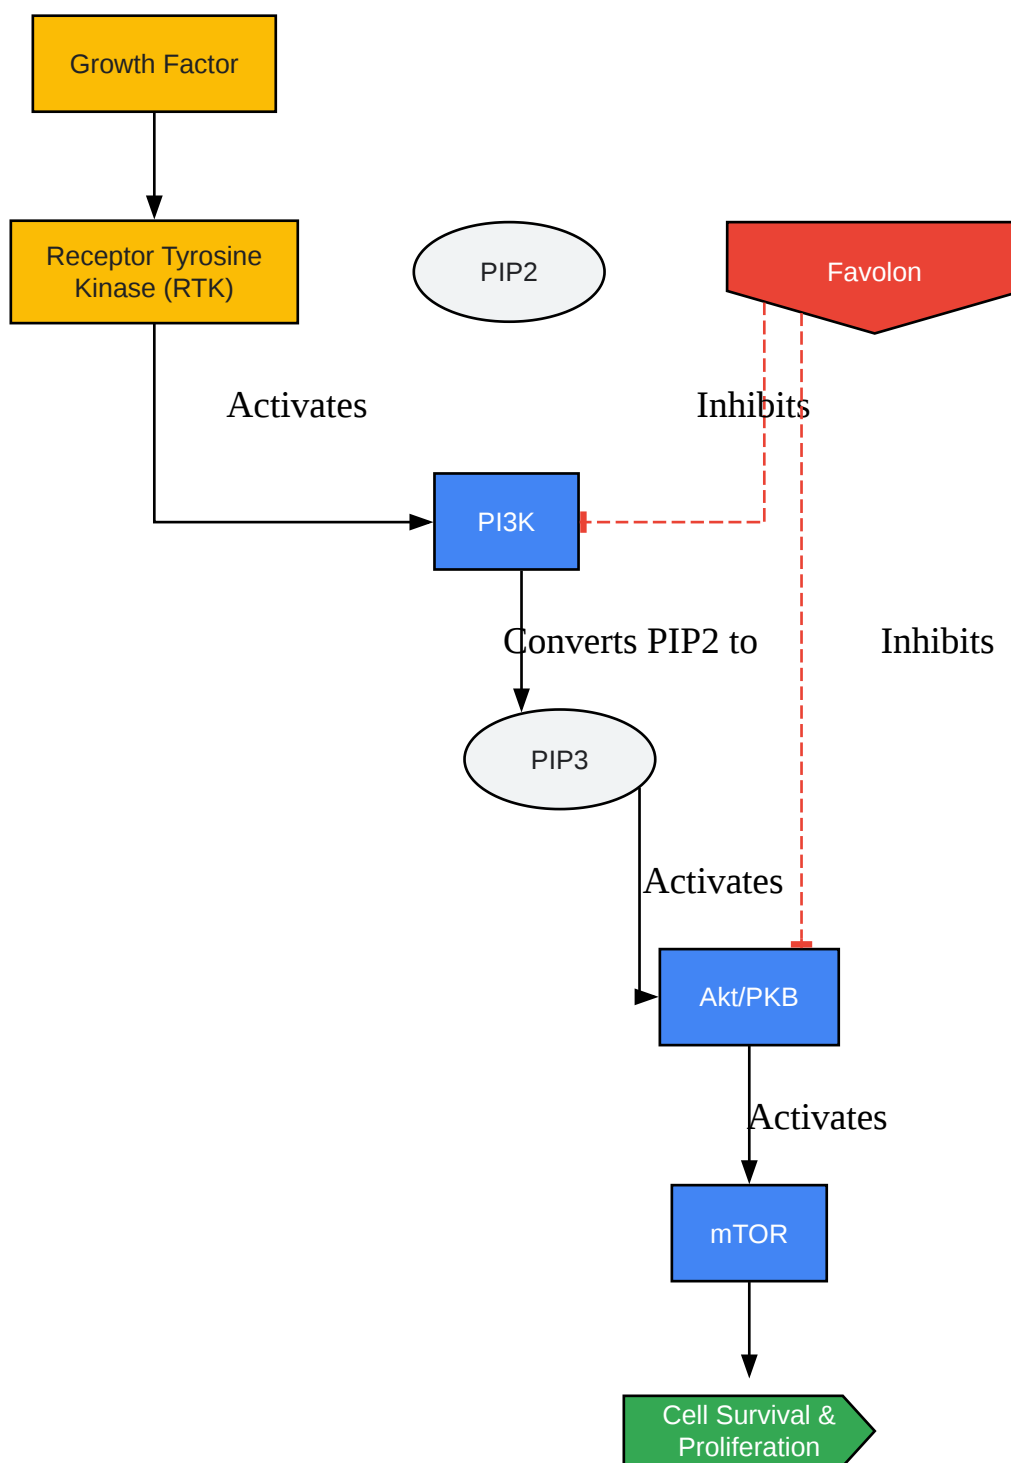 Growth Factor
Receptor Tyrosine
Kinase (RTK)
PIP2
Favolon
Activates
Inhibits
PI3K
Converts PIP2 to
Inhibits
PIP3
Activates
Akt/PKB
Activates
mTOR
Cell Survival &
Proliferation